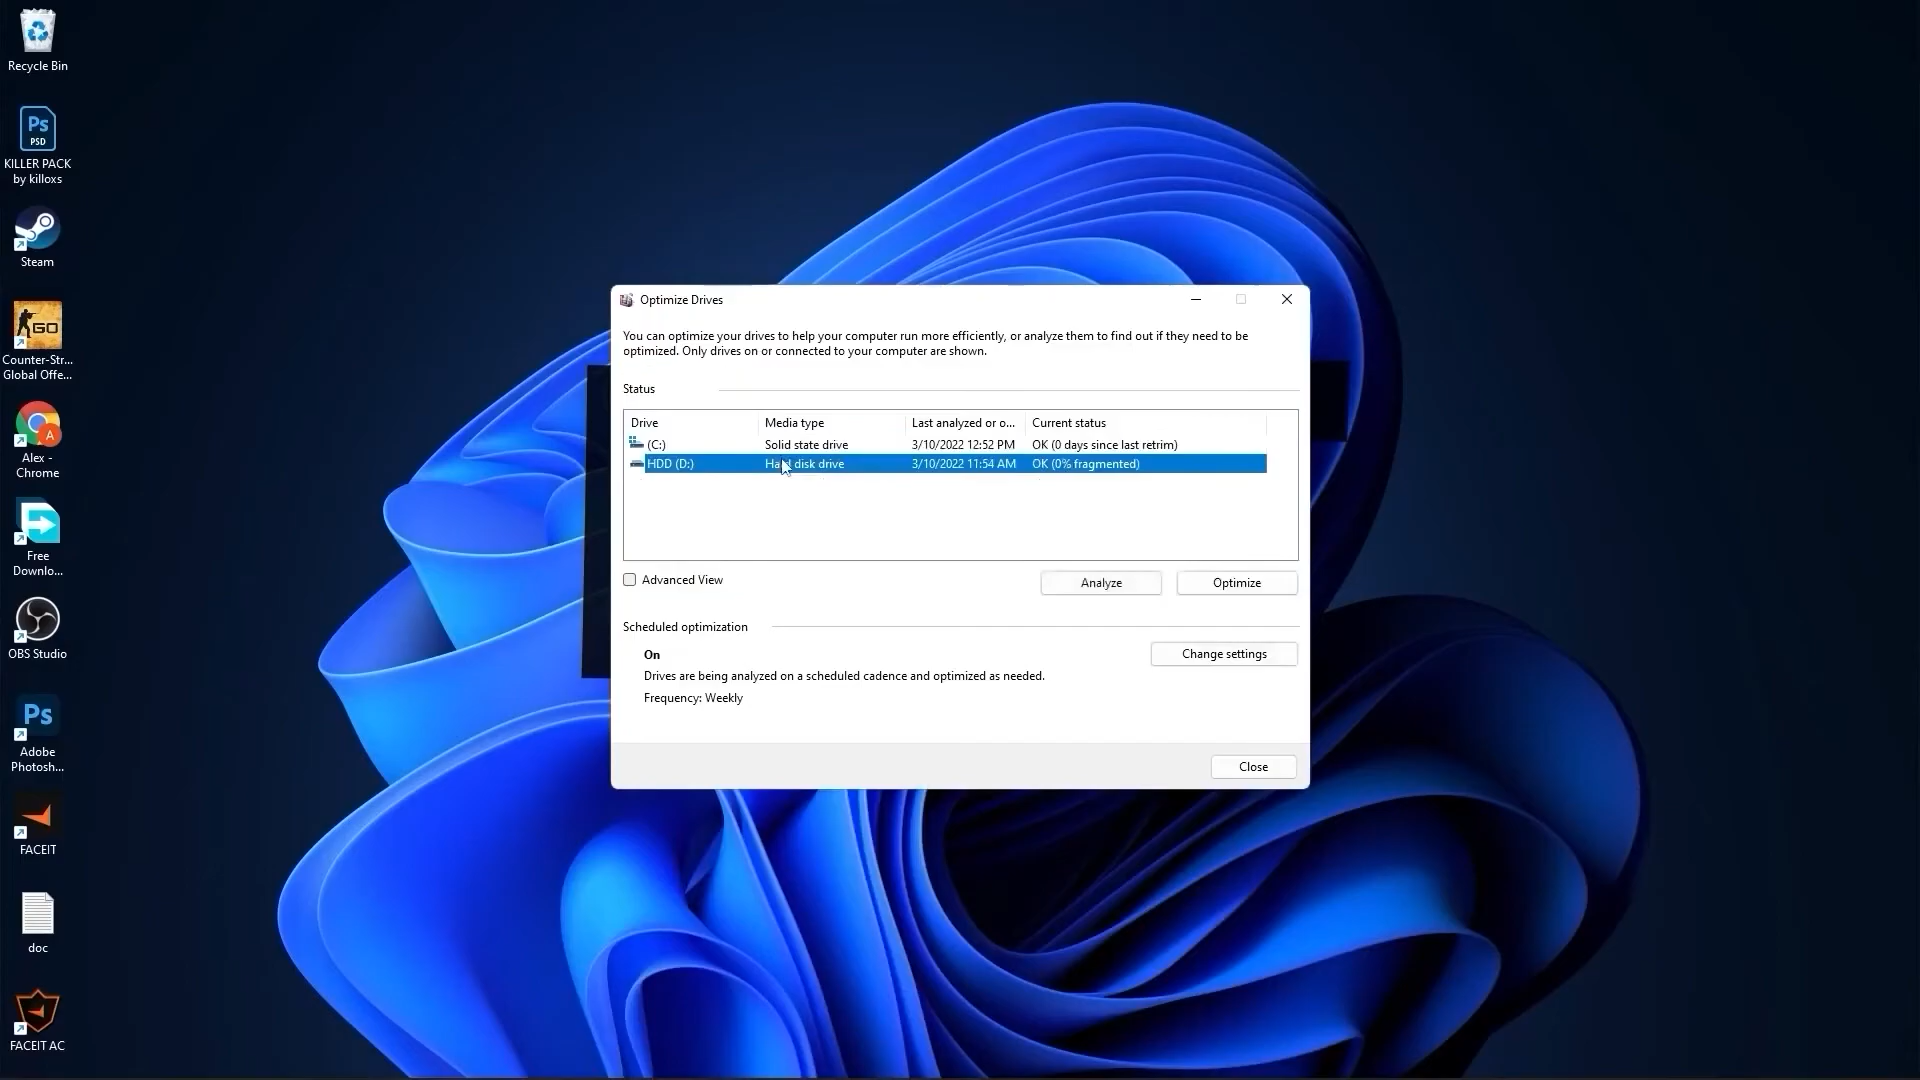 Recycle Bin
Ps
PSD
KILLER PACK
by killoxs
Steam
GO
Counter-Str...
Global Offe...
A
Alex -
Chrome
Free
Downlo...
OBS Studio
Ps
Adobe
Photosh...
FACEIT
doc
FACEIT AC
Optimize Drives
You can optimize your drives to help your computer run more efficiently, or analyze them to find out if they need to be
optimized. Only drives on or connected to your computer are shown.
Status
Drive Media type Last analyzed or o... Current status
(C:) Solid state drive 3/10/2022 12:52 PM OK (0 days since last retrim)
HDD (D:) Hard disk drive 3/10/2022 11:54 AM OK (0% fragmented)
Advanced View
Analyze Optimize
Scheduled optimization
On
Change settings
Drives are being analyzed on a scheduled cadence and optimized as needed.
Frequency: Weekly
Close